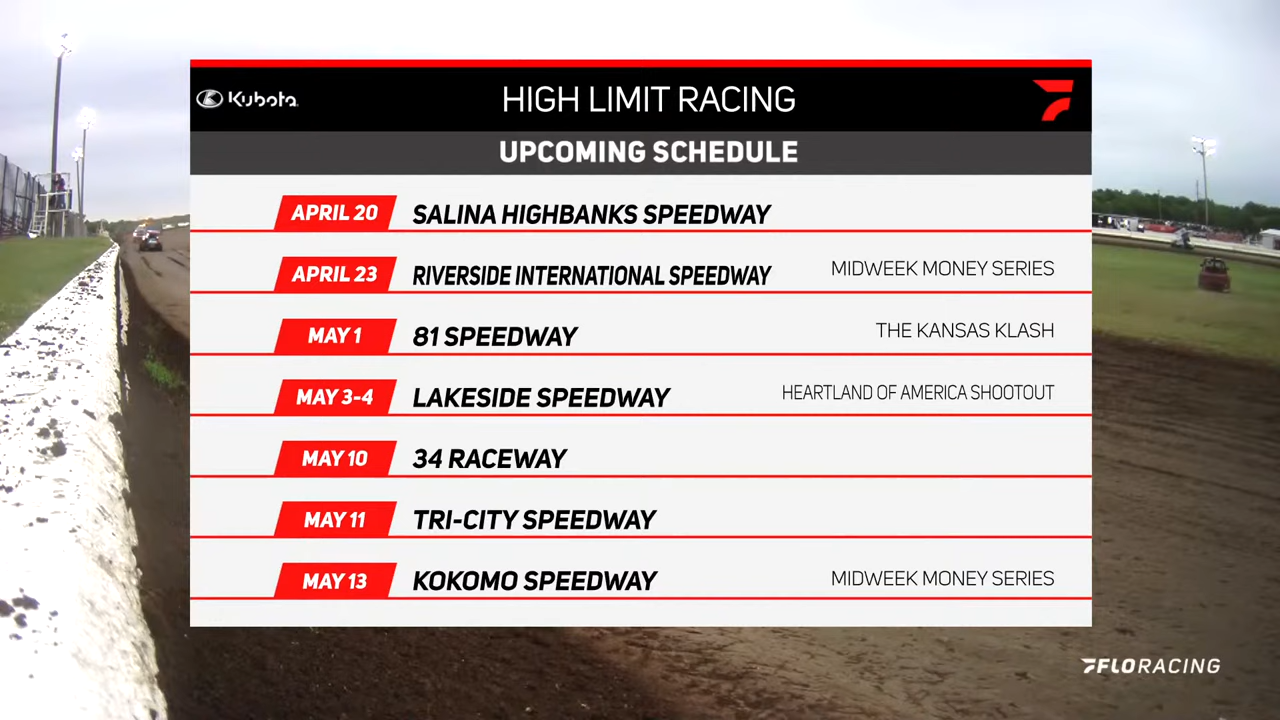 Kubota
HIGH LIMIT RACING
UPCOMING SCHEDULE
APRIL 20 SALINA HIGHBANKS SPEEDWAY
APRIL 23 RIVERSIDE INTERNATIONAL SPEEDWAY MIDWEEK MONEY SERIES
MAY 1 81 SPEEDWAY THE KANSAS KLASH
MAY 3-4 LAKESIDE SPEEDWAY HEARTLAND OF AMERICA SHOOTOUT
MAY 10 34 RACEWAY
MAY 11 TRI-CITY SPEEDWAY
MAY 13 KOKOMO SPEEDWAY MIDWEEK MONEY SERIES
FLORACING